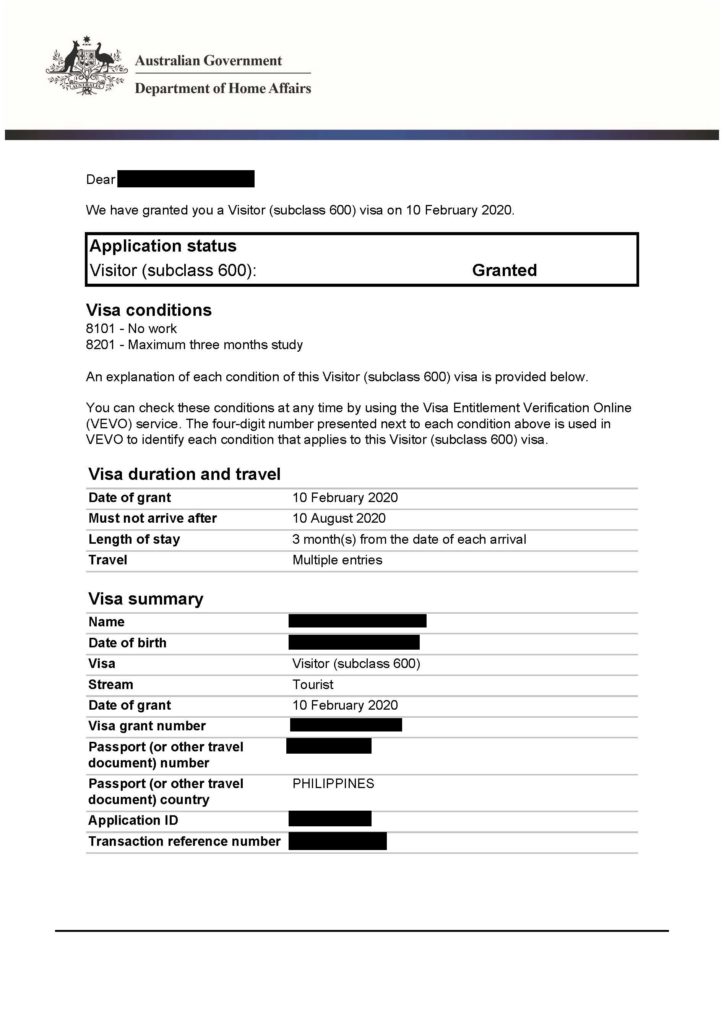 Australian Government
Department of Home Affairs
Dear
We have granted you a Visitor (subclass 600) visa on 10 February 2020.
Application status
Visitor (subclass 600): Granted
Visa conditions
8101 - No work
8201 - Maximum three months study
An explanation of each condition of this Visitor (subclass 600) visa is provided below.
You can check these conditions at any time by using the Visa Entitlement Verification Online
(VEVO) service. The four-digit number presented next to each condition above is used in
VEVO to identify each condition that applies to this Visitor (subclass 600) visa.
Visa duration and travel
Date of grant 10 February 2020
Must not arrive after 10 August 2020
Length of stay 3 month(s) from the date of each arrival
Travel Multiple entries
Visa summary
Name
Date of birth
Visa Visitor (subclass 600)
Stream Tourist
Date of grant 10 February 2020
Visa grant number
Passport (or other travel
document) number
Passport (or other travel PHILIPPINES
document) country
Application ID
Transaction reference number